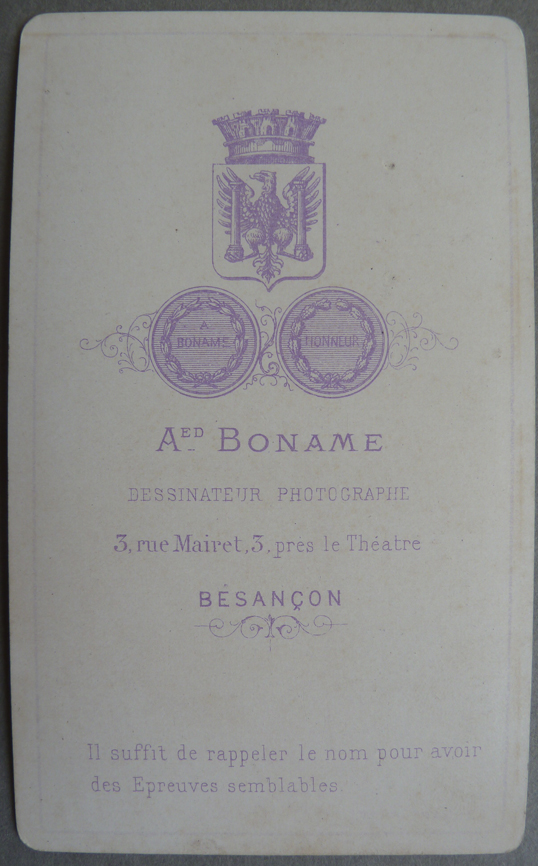 A
BONAME
HONNEUR
AED BONAME
DESSINATEUR PHOTOGRAPHE
3, rue Mairet, 3, près le Théatre
BESANÇON
Il suffit de rappeler le nom pour avoir
des Epreuves semblables.